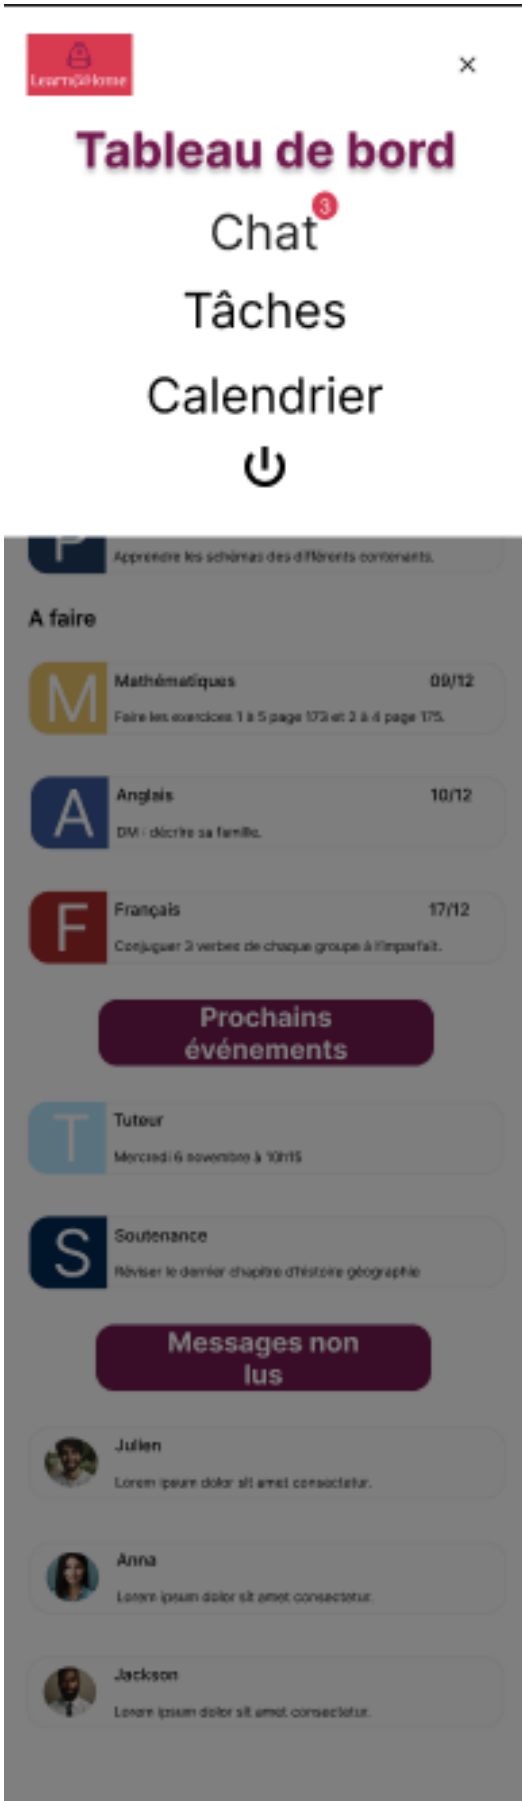 Learn@Home
×
Tableau de bord
Chat
3
Tâches
Calendrier
P
Apprendre les schémas des différents contenants.
A faire
M
Mathématiques 09/12
Faire les exercices 1 à 5 page 173 et 2 à 4 page 175.
A
Anglais 10/12
DM : décrire sa famille.
F
Français 17/12
Conjuguer 3 verbes de chaque groupe à l'imparfait.
Prochains
événements
T
Tuteur
Mercredi 6 novembre à 10h15
S
Soutenance
Réviser le dernier chapitre d'histoire géographie
Messages non
lus
Julien
Lorem ipsum dolor sit amet consectetur.
Anna
Lorem ipsum dolor sit amet consectetur.
Jackson
Lorem ipsum dolor sit amet consectetur.